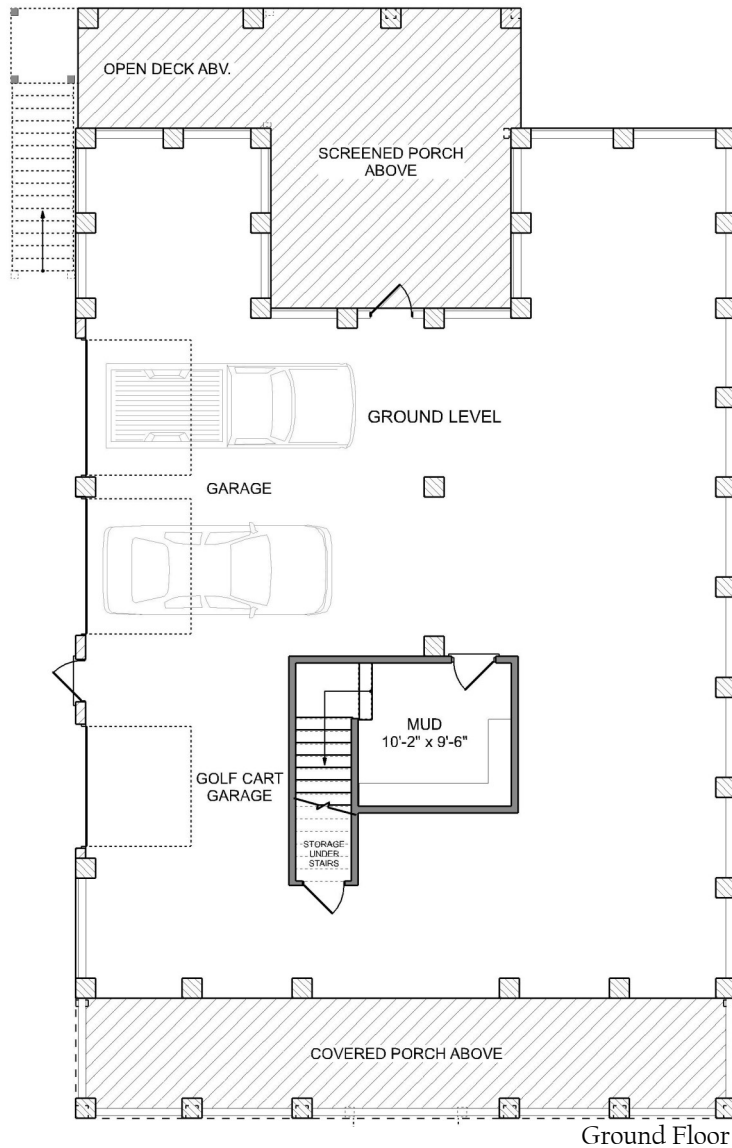 OPEN DECK ABV.
SCREENED PORCH
ABOVE
GROUND LEVEL
GARAGE
MUD
10'-2" x 9'-6"
GOLF CART
GARAGE
STORAGE
UNDER
STAIRS
COVERED PORCH ABOVE
Ground Floor